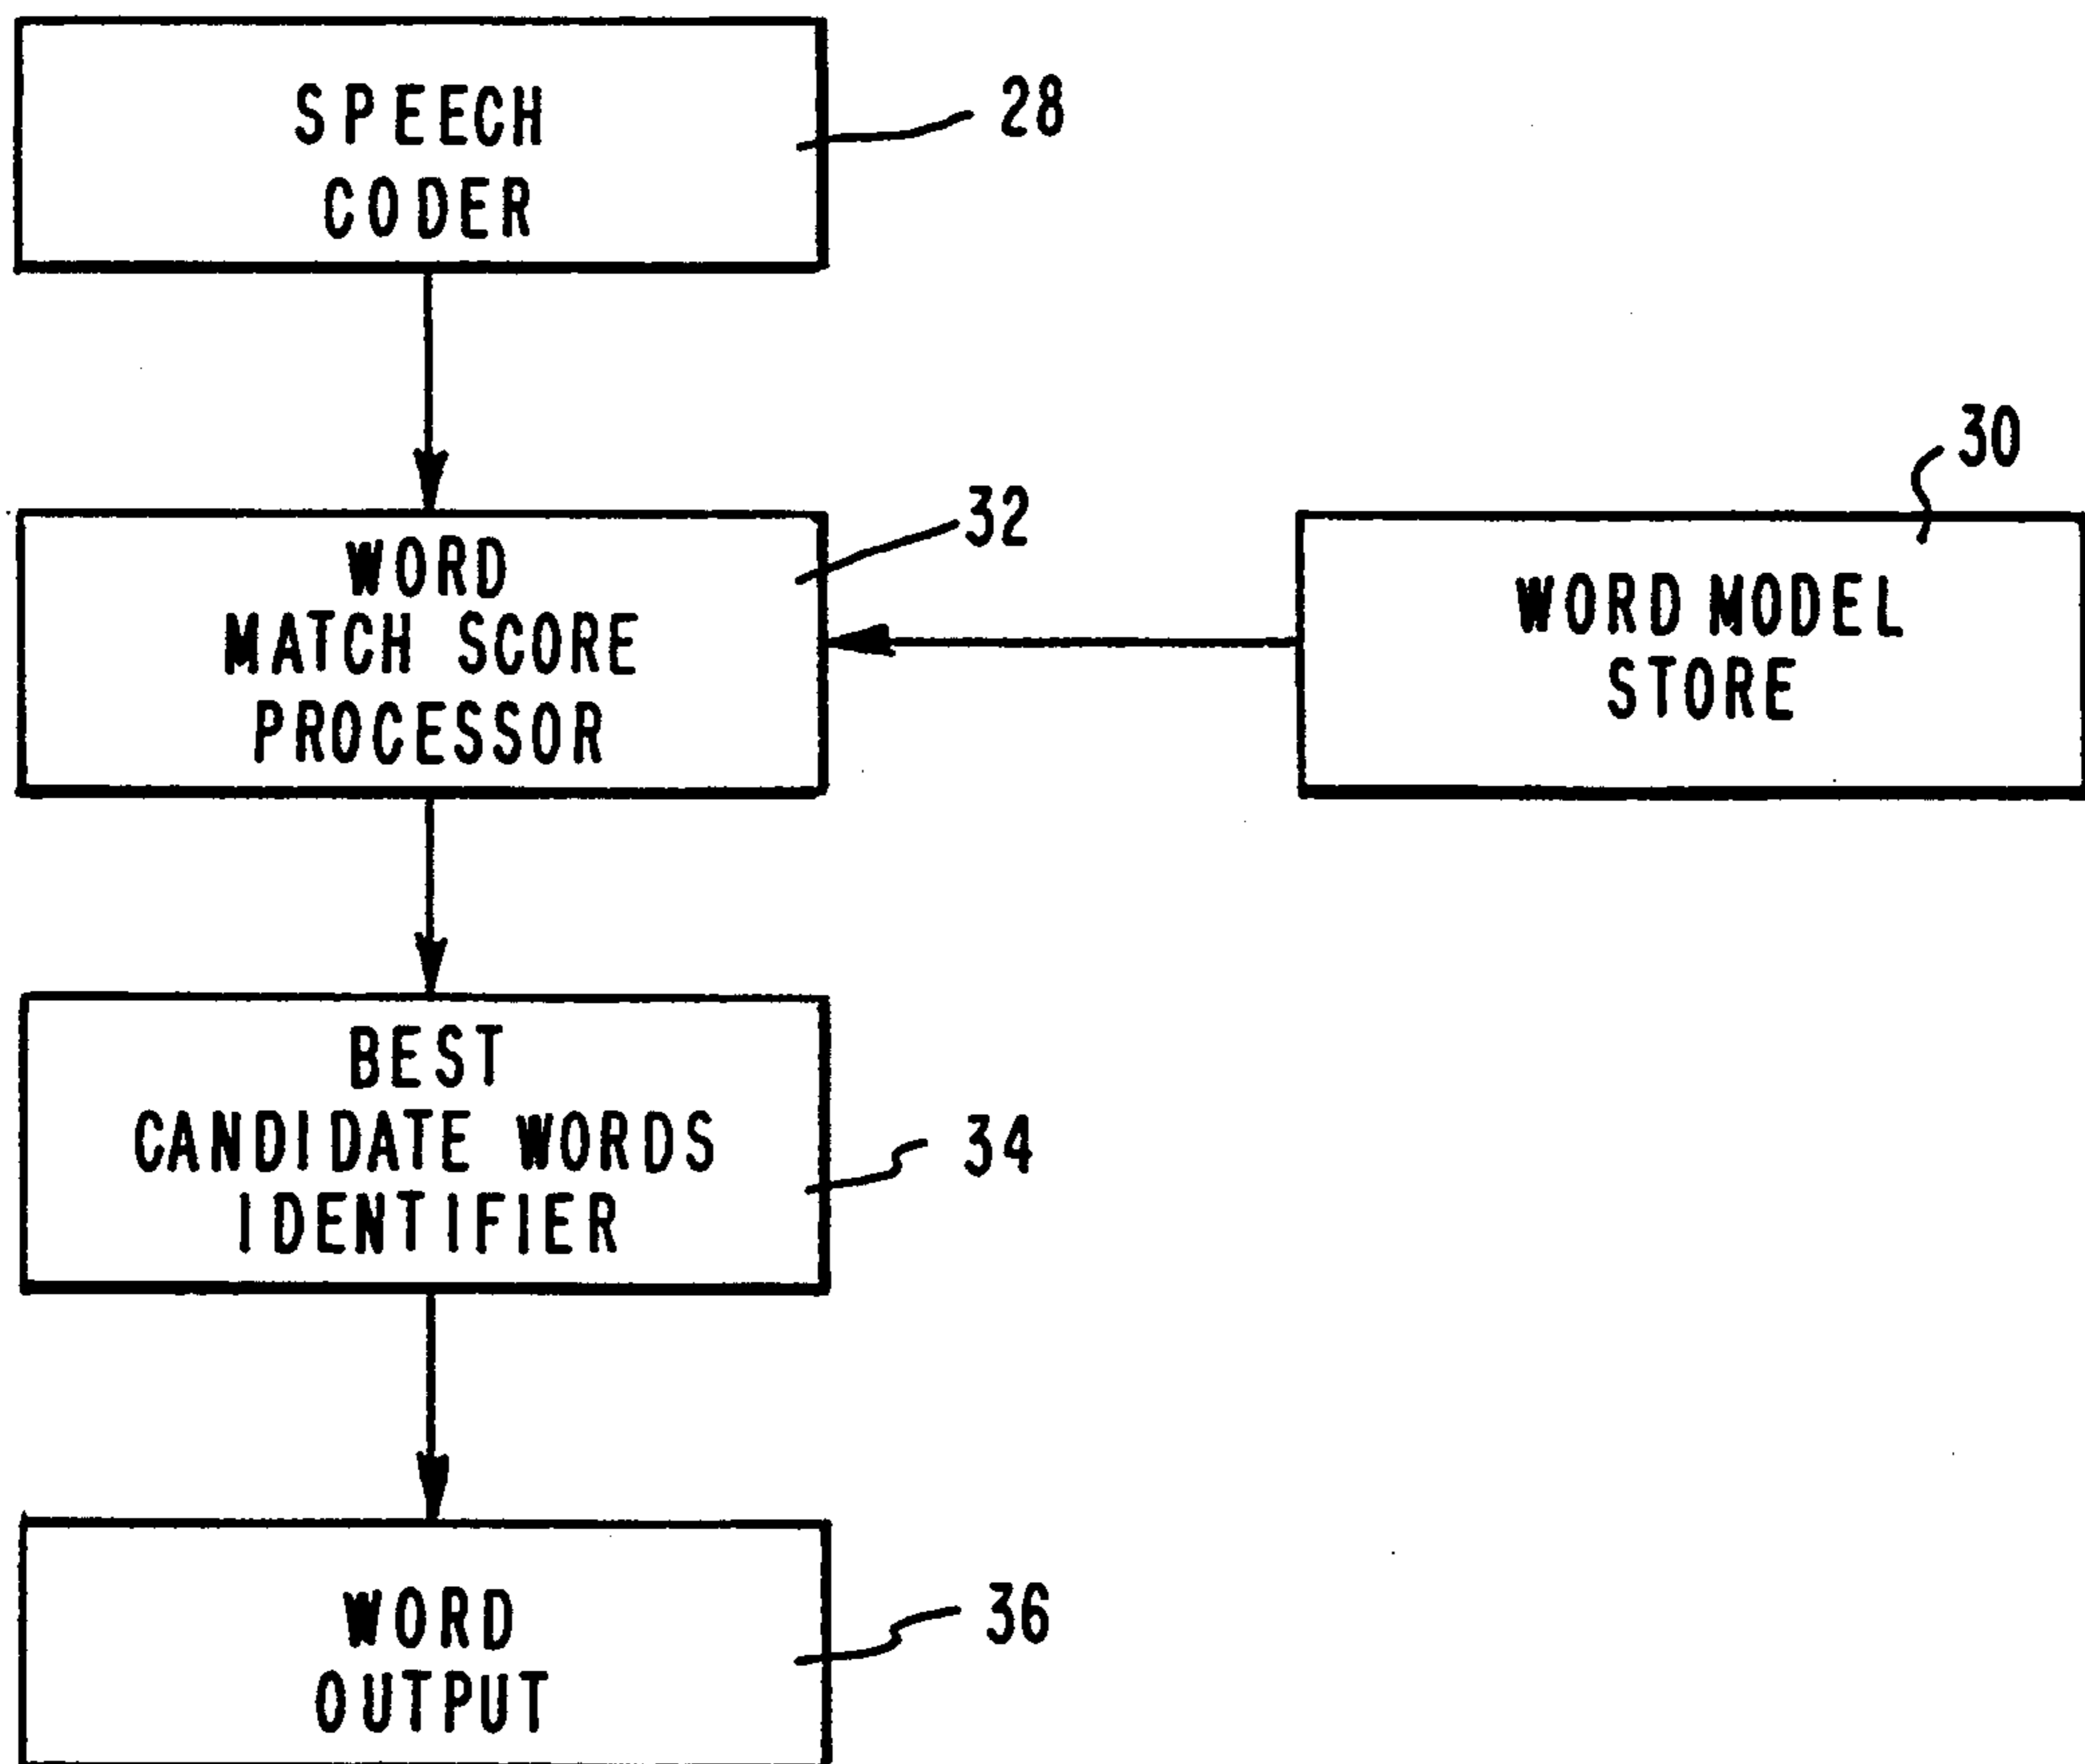 SPEECH
CODER
28
WORD
MATCH SCORE
PROCESSOR
32
WORD MODEL
STORE
30
BEST
CANDIDATE WORDS
IDENTIFIER
34
WORD
OUTPUT
36